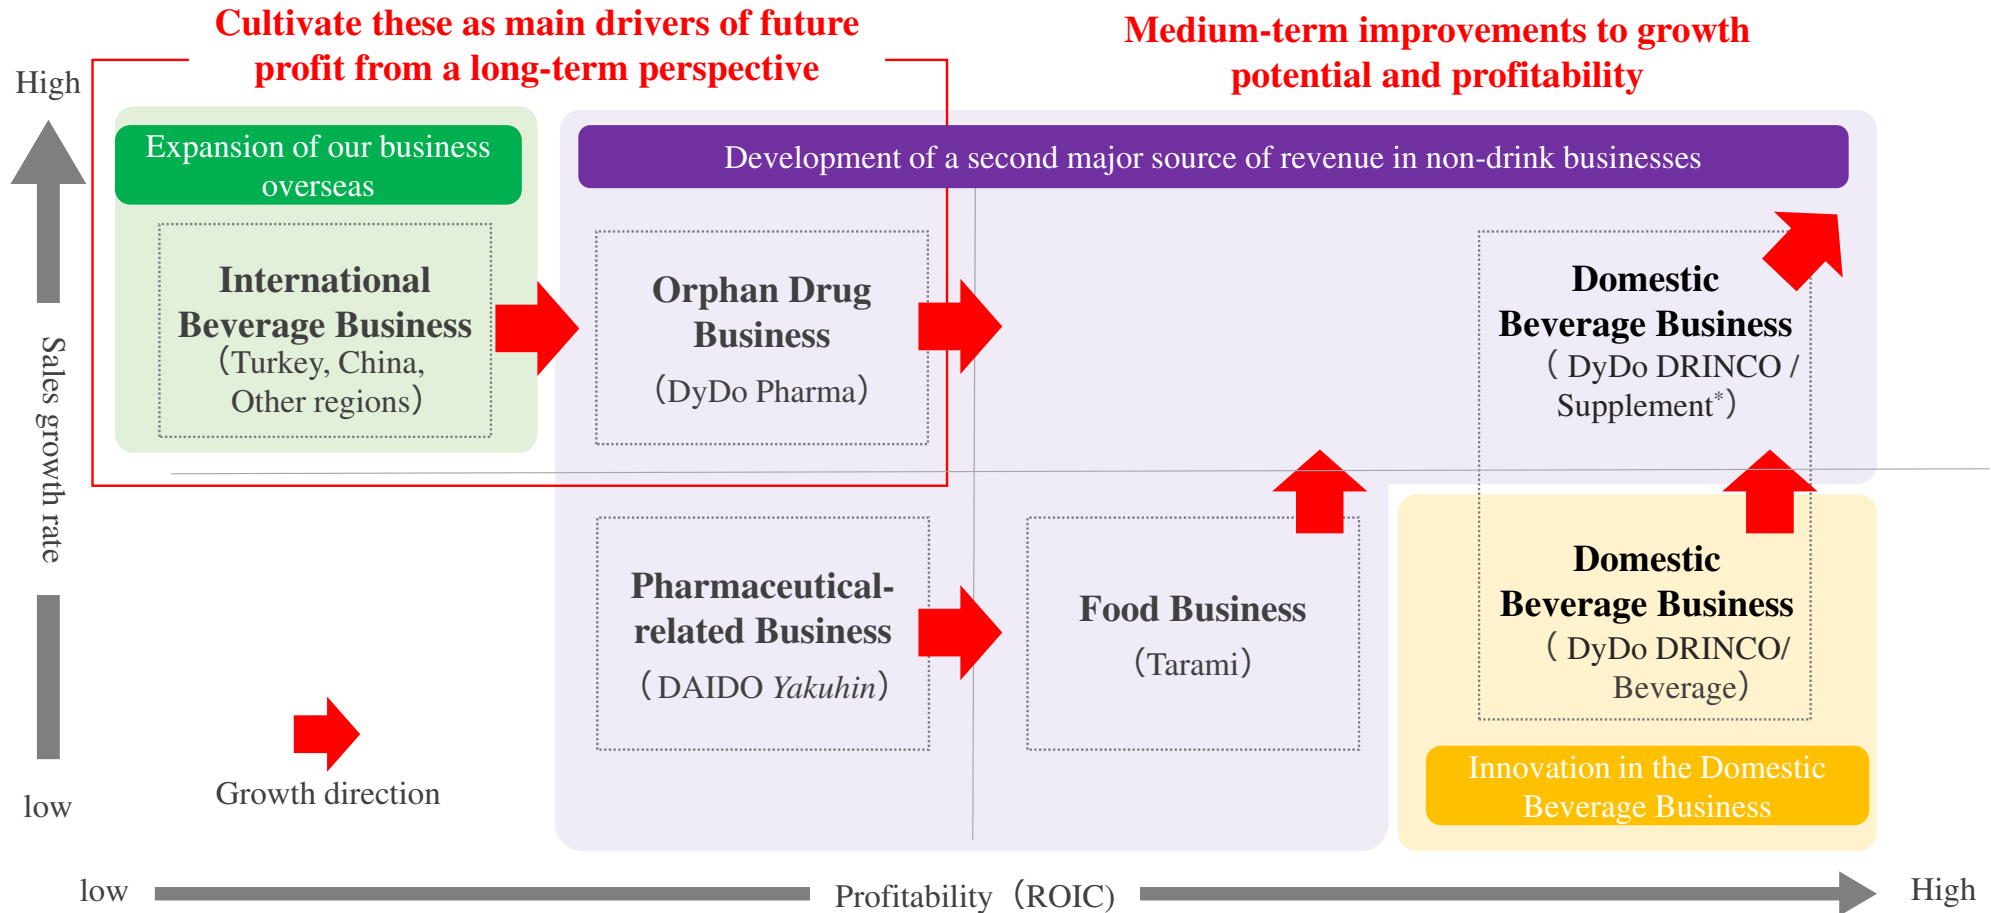 Cultivate these as main drivers of future
profit from a long-term perspective
Medium-term improvements to growth
potential and profitability
High
Expansion of our business
overseas
Development of a second major source of revenue in non-drink businesses
International
Beverage Business
（Turkey, China,
Other regions）
Orphan Drug
Business
（DyDo Pharma）
Domestic
Beverage Business
（ DyDo DRINCO /
Supplement*）
Sales growth rate
Pharmaceutical-
related Business
（ DAIDO Yakuhin）
Food Business
（Tarami）
Domestic
Beverage Business
（ DyDo DRINCO/
Beverage）
Innovation in the Domestic
Beverage Business
Growth direction
low
low
Profitability（ROIC)
High